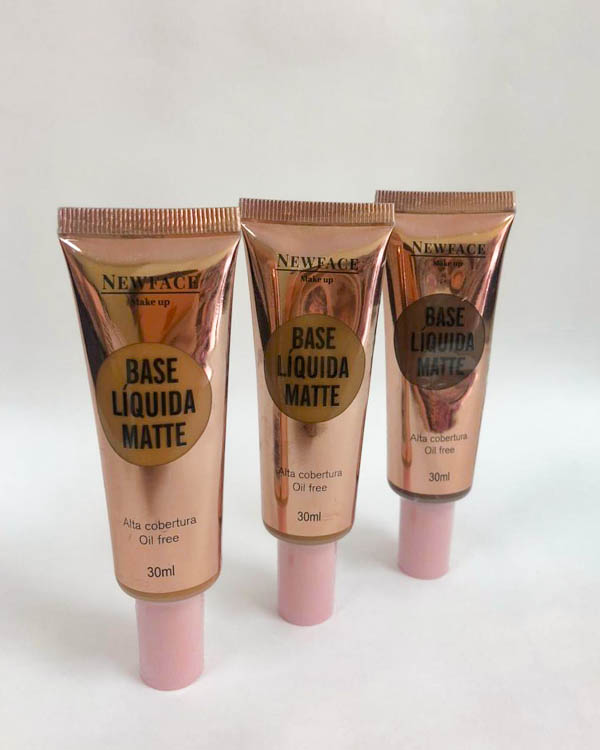 NEWFACE
Make up
BASE
LÍQUIDA
MATTE
Alta cobertura
Oil free
30ml
NEWFACE
Make up
BASE
LÍQUIDA
MATTE
Alta cobertura
Oil free
30ml
NEWFACE
Make up
BASE
LÍQUIDA
MATTE
Alta cobertura
Oil free
30ml